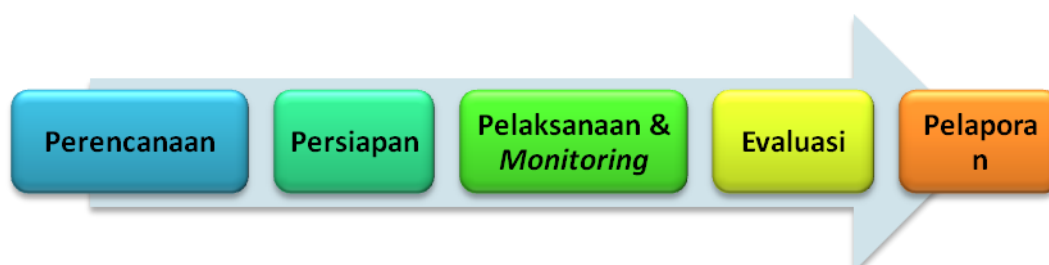 Perencanaan
Persiapan
Pelaksanaan &
Monitoring
Evaluasi
Pelapora
n